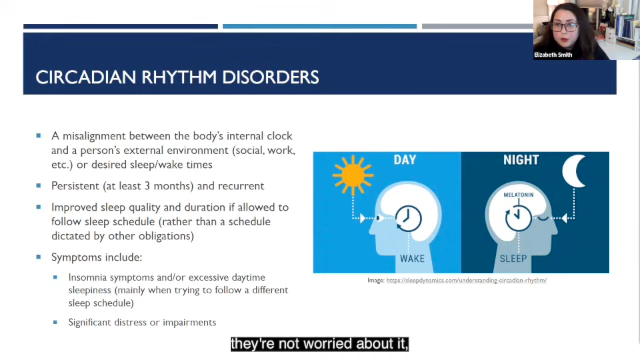 Elizabeth Smith
CIRCADIAN RHYTHM DISORDERS
A misalignment between the body's internal clock
and a person's external environment (social, work,
etc.) or desired sleep/wake times
Persistent (at least 3 months) and recurrent
Improved sleep quality and duration if allowed to
follow sleep schedule (rather than a schedule
dictated by other obligations)
Symptoms include:
Insomnia symptoms and/or excessive daytime
sleepiness (mainly when trying to follow a different
sleep schedule)
Significant distress or impairments
DAY
WAKE
NIGHT
MELATONIN
SLEEP
Image: https://sleepdynamics.com/understanding-circadian-rhythm/
they're not worried about it,